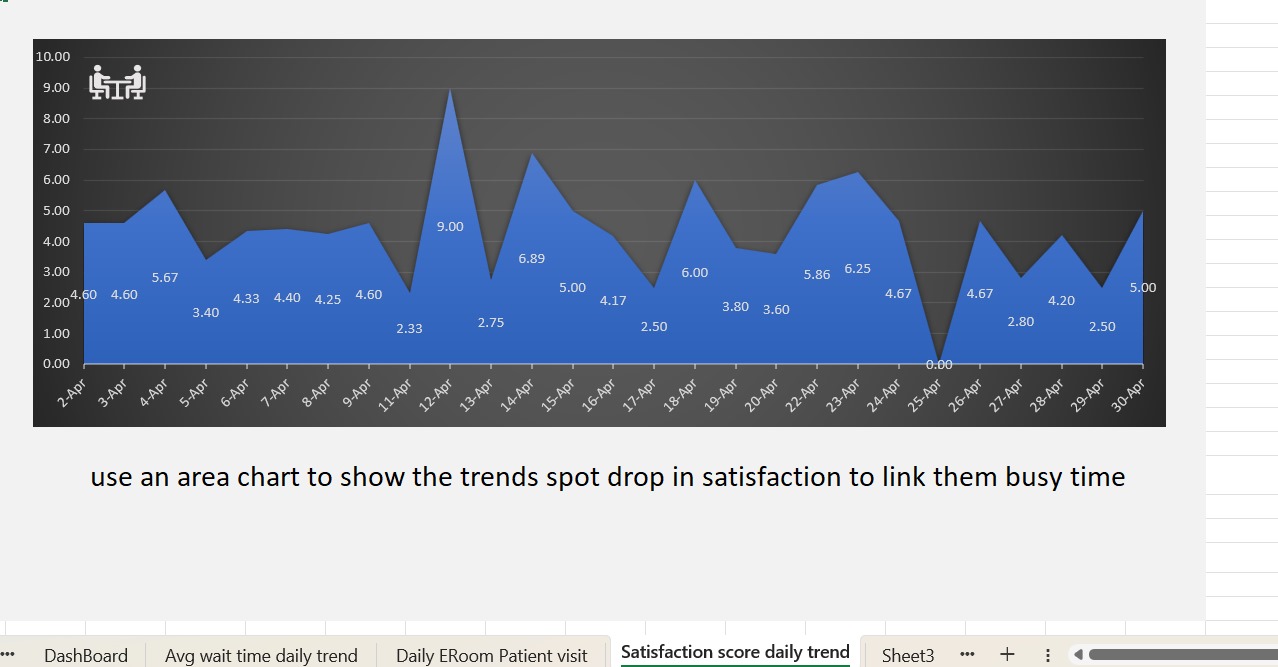 10.00
9.00
8.00
7.00
6.00
5.00
4.00
3.00
2.00
1.00
0.00
4.60
4.60
5.67
3.40
4.33
4.40
4.25
4.60
2.33
9.00
2.75
6.89
5.00
4.17
2.50
6.00
3.80
3.60
5.86
6.25
4.67
0.00
4.67
2.80
4.20
2.50
5.00
2-Apr
3-Apr
4-Apr
5-Apr
6-Apr
7-Apr
8-Apr
9-Apr
11-Apr
12-Apr
13-Apr
14-Apr
15-Apr
16-Apr
17-Apr
18-Apr
19-Apr
20-Apr
22-Apr
23-Apr
24-Apr
25-Apr
26-Apr
27-Apr
28-Apr
29-Apr
30-Apr
use an area chart to show the trends spot drop in satisfaction to link them busy time
DashBoard Avg wait time daily trend Daily ERoom Patient visit Satisfaction score daily trend Sheet3